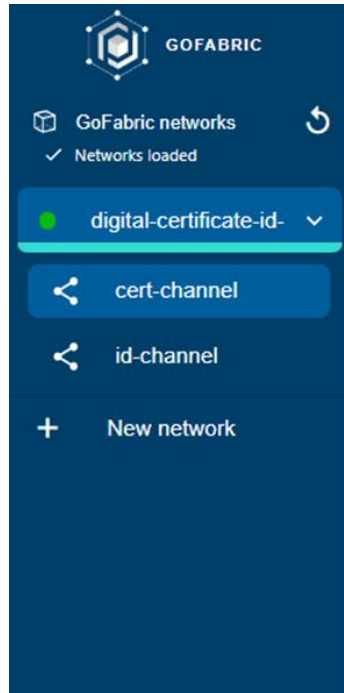 GOFABRIC
GoFabric networks
Networks loaded
digital-certificate-id-
cert-channel
id-channel
New network